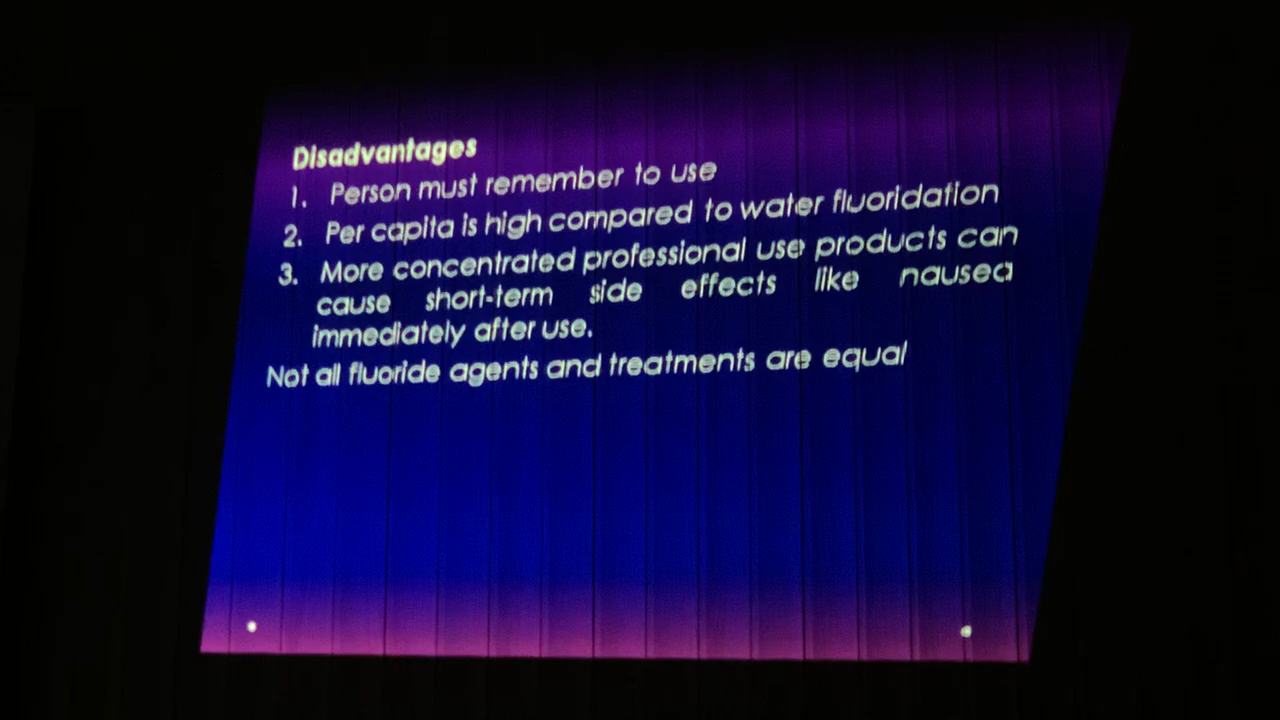 Disadvantages
1. Person must remember to use
2. Per capita is high compared to water fluoridation
3. More concentrated professional use products can
cause short-term side effects like nausea
immediately after use.
Not all fluoride agents and treatments are equal